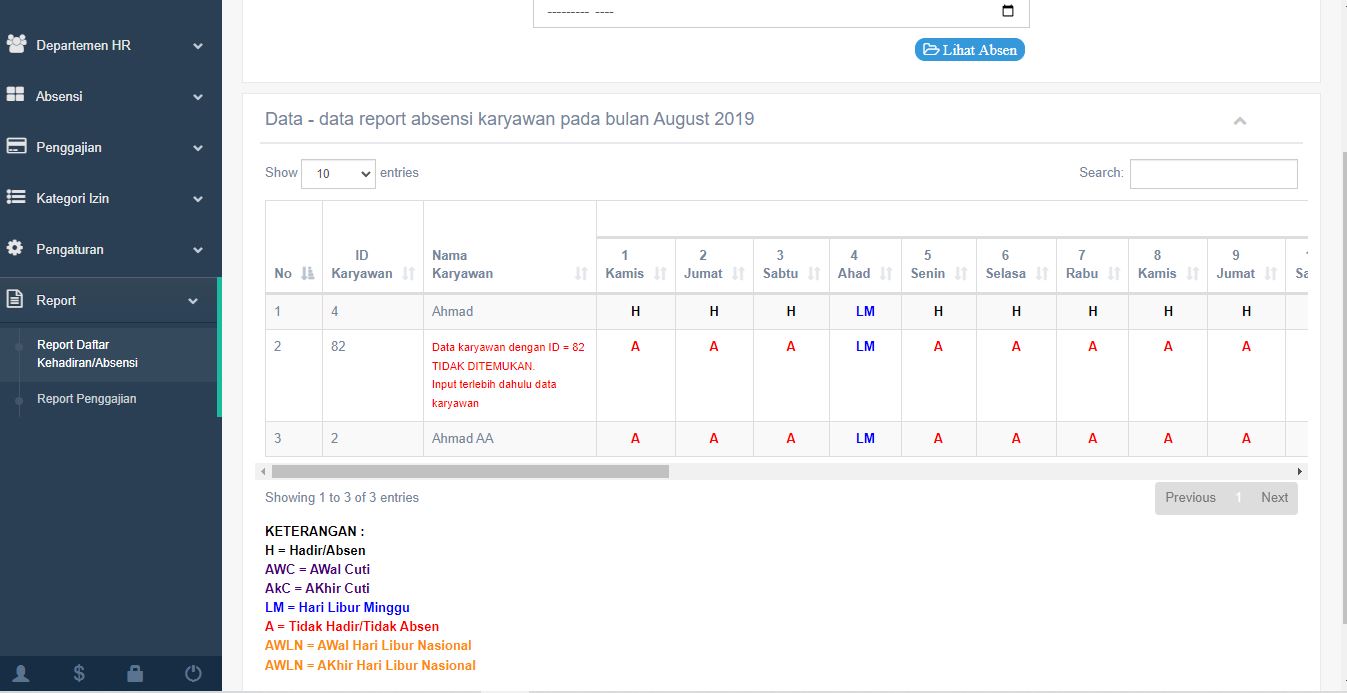 --------- ----
Lihat Absen
Departemen HR
Absensi
Penggajian
Kategori Izin
Pengaturan
Report
Report Daftar
Kehadiran/Absensi
Report Penggajian
Data - data report absensi karyawan pada bulan August 2019
Show 10 entries
Search:
No ID Karyawan Nama Karyawan 1 Kamis 2 Jumat 3 Sabtu 4 Ahad 5 Senin 6 Selasa 7 Rabu 8 Kamis 9 Jumat
1 4 Ahmad H H H LM H H H H H
2 82 Data karyawan dengan ID = 82 A A A LM A A A A A
TIDAK DITEMUKAN.
Input terlebih dahulu data
karyawan
3 2 Ahmad AA A A A LM A A A A A
Showing 1 to 3 of 3 entries
Previous 1 Next
KETERANGAN :
H = Hadir/Absen
AWC = AWal Cuti
AkC = AKhir Cuti
LM = Hari Libur Minggu
A = Tidak Hadir/Tidak Absen
AWLN = AWal Hari Libur Nasional
AWLN = AKhir Hari Libur Nasional